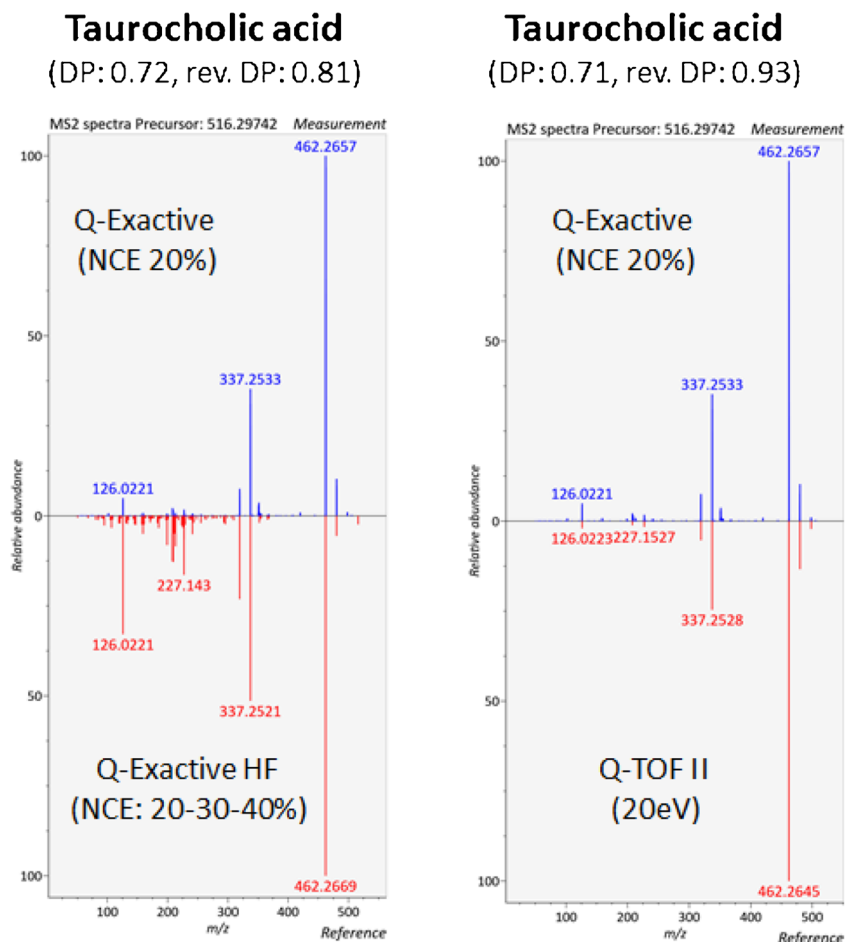 Taurocholic acid
(DP: 0.72, rev. DP: 0.81)
MS2 spectra Precursor: 516.29742 Measurement
462.2657
100
Q-Exactive
(NCE 20%)
50
337.2533
126.0221
0
Relative abundance
227.143
126.0221
50
337.2521
Q-Exactive HF
(NCE: 20-30-40%)
100
462.2669
100 200 300 400 500
m/z
Reference
Taurocholic acid
(DP: 0.71, rev. DP: 0.93)
MS2 spectra Precursor: 516.29742 Measurement
462.2657
100
Q-Exactive
(NCE 20%)
50
337.2533
126.0221
0
Relative abundance
126.0223 227.1527
337.2528
50
Q-TOF II
(20eV)
100
462.2645
100 200 300 400 500
m/z
Reference